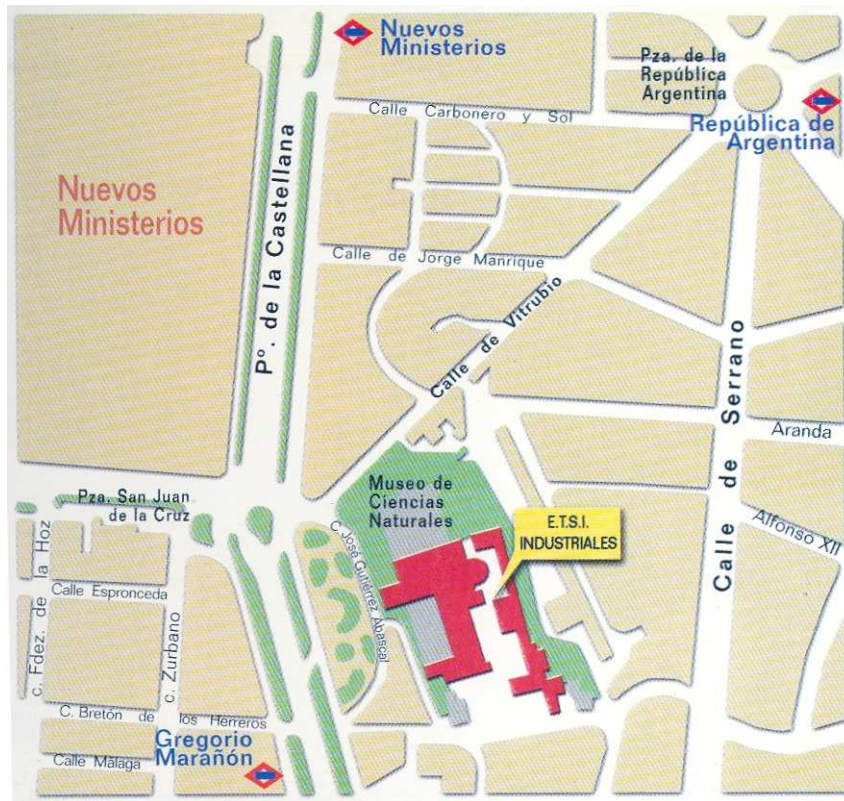 Nuevos
Ministerios
Pza. de la
República
Argentina
República de
Argentina
Calle Carbonero y Sol
Nuevos
Ministerios
Pº. de la Castellana
Calle de Jorge Manrique
Calle de Vitrubio
Calle de Serrano
Aranda
Alfonso XII
Museo de
Ciencias
Naturales
E.T.S.I.
INDUSTRIALES
Pza. San Juan
de la Cruz
C. José Gutiérrez Abascal
c. Fdez. de la Hoz
Calle Espronceda
c. Zurbano
C. Bretón de los Herreros
Gregorio
Marañón
Calle Málaga